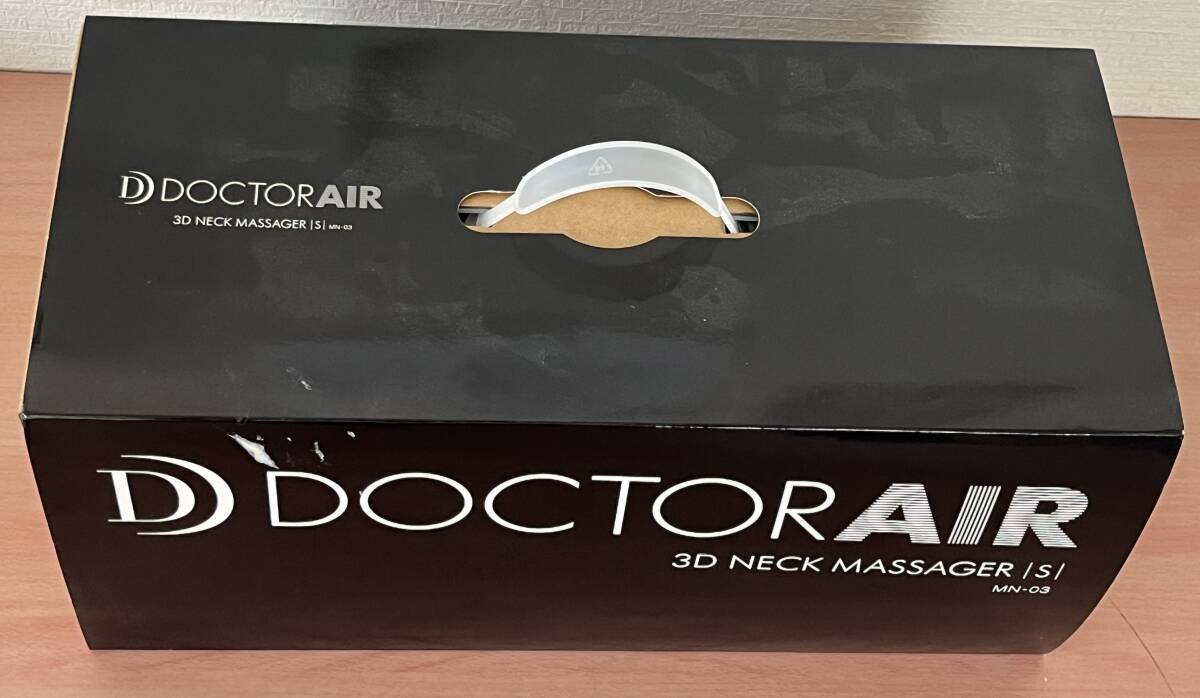 DOCTORAIR
3D NECK MASSAGER |S| MN-03
DOCTORAIR
3D NECK MASSAGER |S|
MN-03